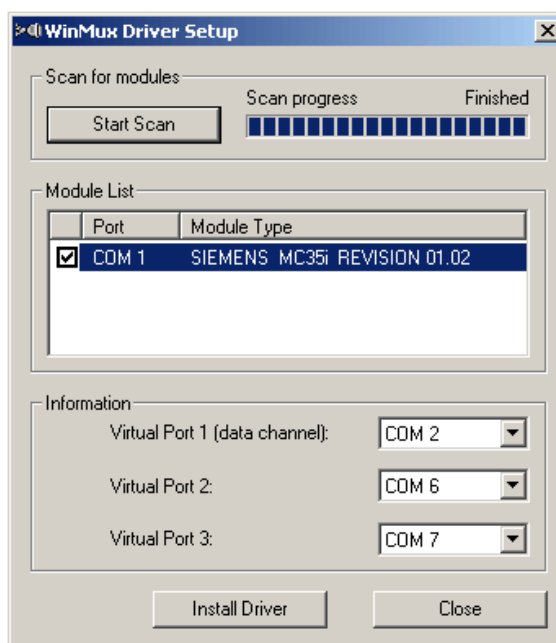 WinMux Driver Setup
Scan for modules
Scan progress Finished
Start Scan
Module List
Port Module Type
COM 1 SIEMENS MC35i REVISION 01.02
Information
Virtual Port 1 (data channel): COM 2
Virtual Port 2: COM 6
Virtual Port 3: COM 7
Install Driver Close